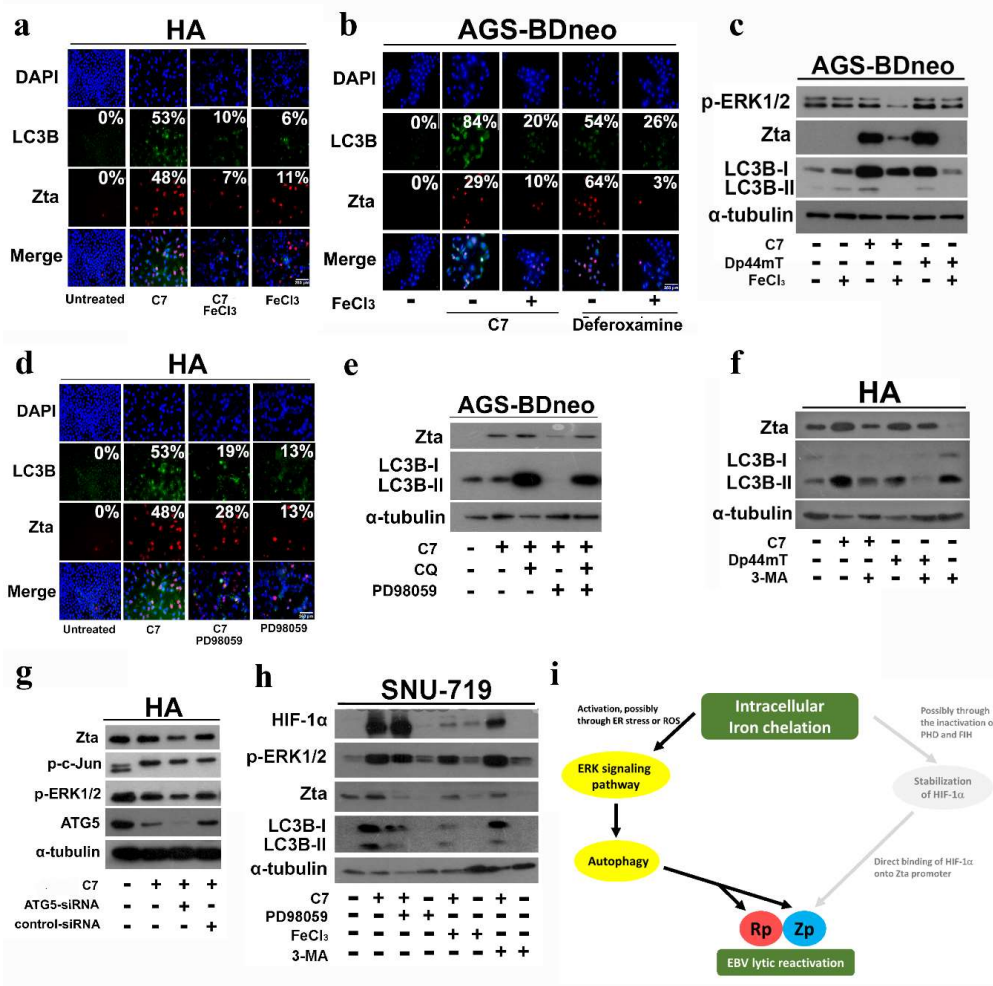 a
HA
DAPI
LC3B
0% 53% 10% 6%
Zta
0% 48% 7% 11%
Merge
Untreated C7 C7 FeCl3 FeCl3
b
AGS-BDneo
DAPI
LC3B
0% 84% 20% 54% 26%
Zta
0% 29% 10% 64% 3%
Merge
FeCl3 - - + - +
C7 Deferoxamine
c
AGS-BDneo
p-ERK1/2
Zta
LC3B-I
LC3B-II
α-tubulin
C7 - - + + - -
Dp44mT - - - - + +
FeCl₃ - + - + - +
d
HA
DAPI
LC3B
0% 53% 19% 13%
Zta
0% 48% 28% 13%
Merge
Untreated C7 C7 PD98059 PD98059
e
AGS-BDneo
Zta
LC3B-I
LC3B-II
α-tubulin
C7 - + + + +
CQ - - + - +
PD98059 - - - + +
f
HA
Zta
LC3B-I
LC3B-II
α-tubulin
C7 - + + - - -
Dp44mT - - - + + -
3-MA - - + - + +
g
HA
Zta
p-c-Jun
p-ERK1/2
ATG5
α-tubulin
C7 - + + +
ATG5-siRNA - - + -
control-siRNA - - - +
h
SNU-719
HIF-1α
p-ERK1/2
Zta
LC3B-I
LC3B-II
α-tubulin
C7 - + + - + - + -
PD98059 - - + + - - - -
FeCl₃ - - - - + + - -
3-MA - - - - - - + +
i
Activation, possibly
through ER stress or ROS
Intracellular
Iron chelation
Possibly through
the inactivation o
PHD and FIH
ERK signaling
pathway
Stabilization
of HIF-1α
Autophagy
Direct binding of HIF-1α
onto Zta promoter
Rp Zp
EBV lytic reactivation